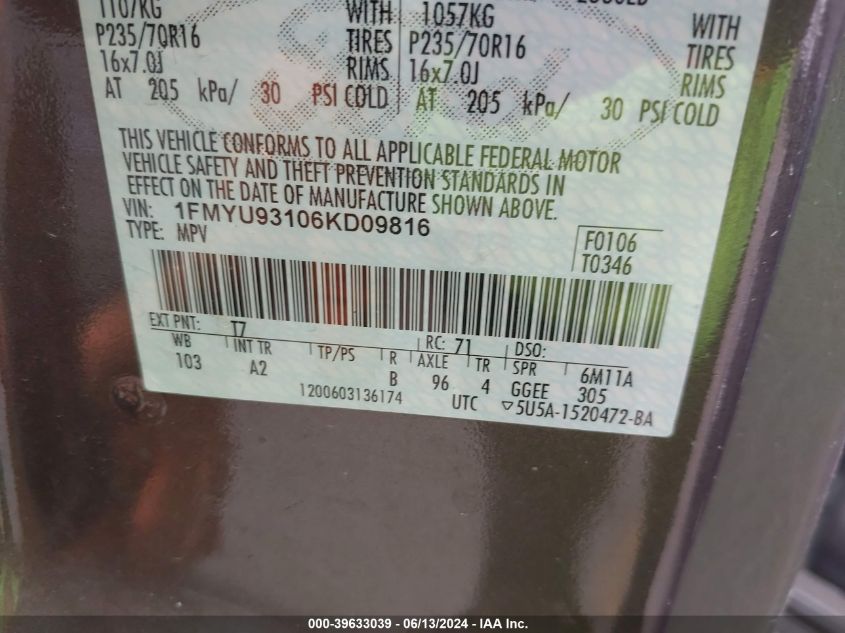 1107KG WITH 1057KG WITH
P235/70R16 TIRES P235/70R16 TIRES
16x7.0J RIMS 16x7.0J RIMS
AT 205 kPa/ 30 PSI COLD AT 205 kPa/ 30 PSI COLD
THIS VEHICLE CONFORMS TO ALL APPLICABLE FEDERAL MOTOR
VEHICLE SAFETY AND THEFT PREVENTION STANDARDS IN
EFFECT ON THE DATE OF MANUFACTURE SHOWN ABOVE.
VIN: 1FMYU93106KD09816
TYPE: MPV
F0106
T0346
EXT PNT: T7 RC: 71 DSO:
WB INT TR TP/PS R AXLE TR SPR 6M11A
103 A2 B 96 4 GGEE 305
1200603136174 UTC ▽5U5A-1520472-BA
000-39633039 - 06/13/2024 - IAA Inc.